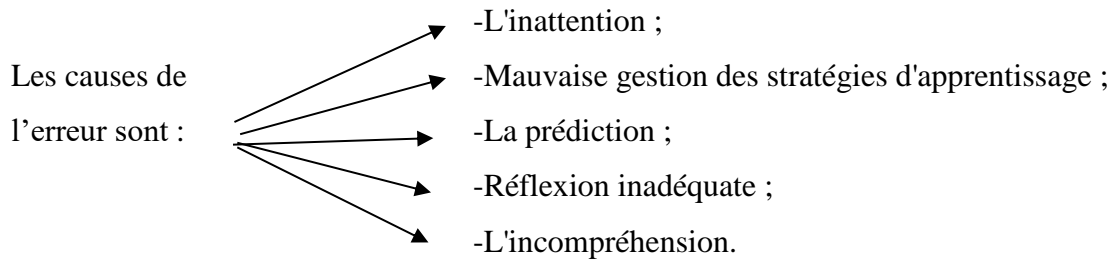 -L'inattention ;
Les causes de
-Mauvaise gestion des stratégies d'apprentissage ;
l’erreur sont :
-La prédiction ;
-Réflexion inadéquate ;
-L'incompréhension.